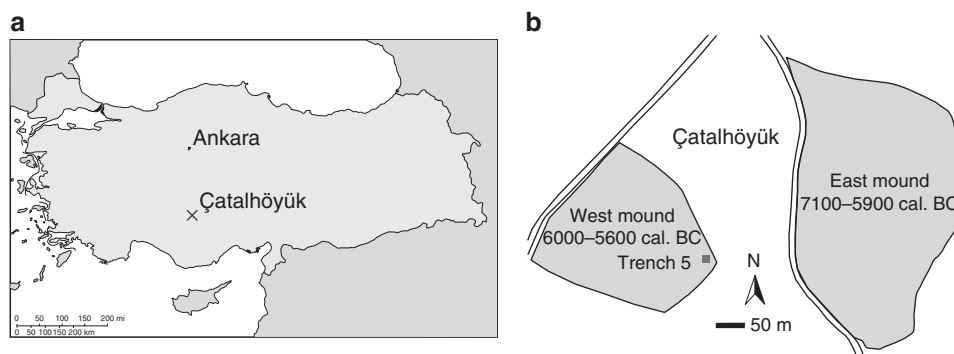 a
Ankara
Çatalhöyük
0 50 100 150 200 mi
0 50 100 150 200 km
b
Çatalhöyük
East mound
7100–5900 cal. BC
West mound
6000–5600 cal. BC
Trench 5
N
50 m